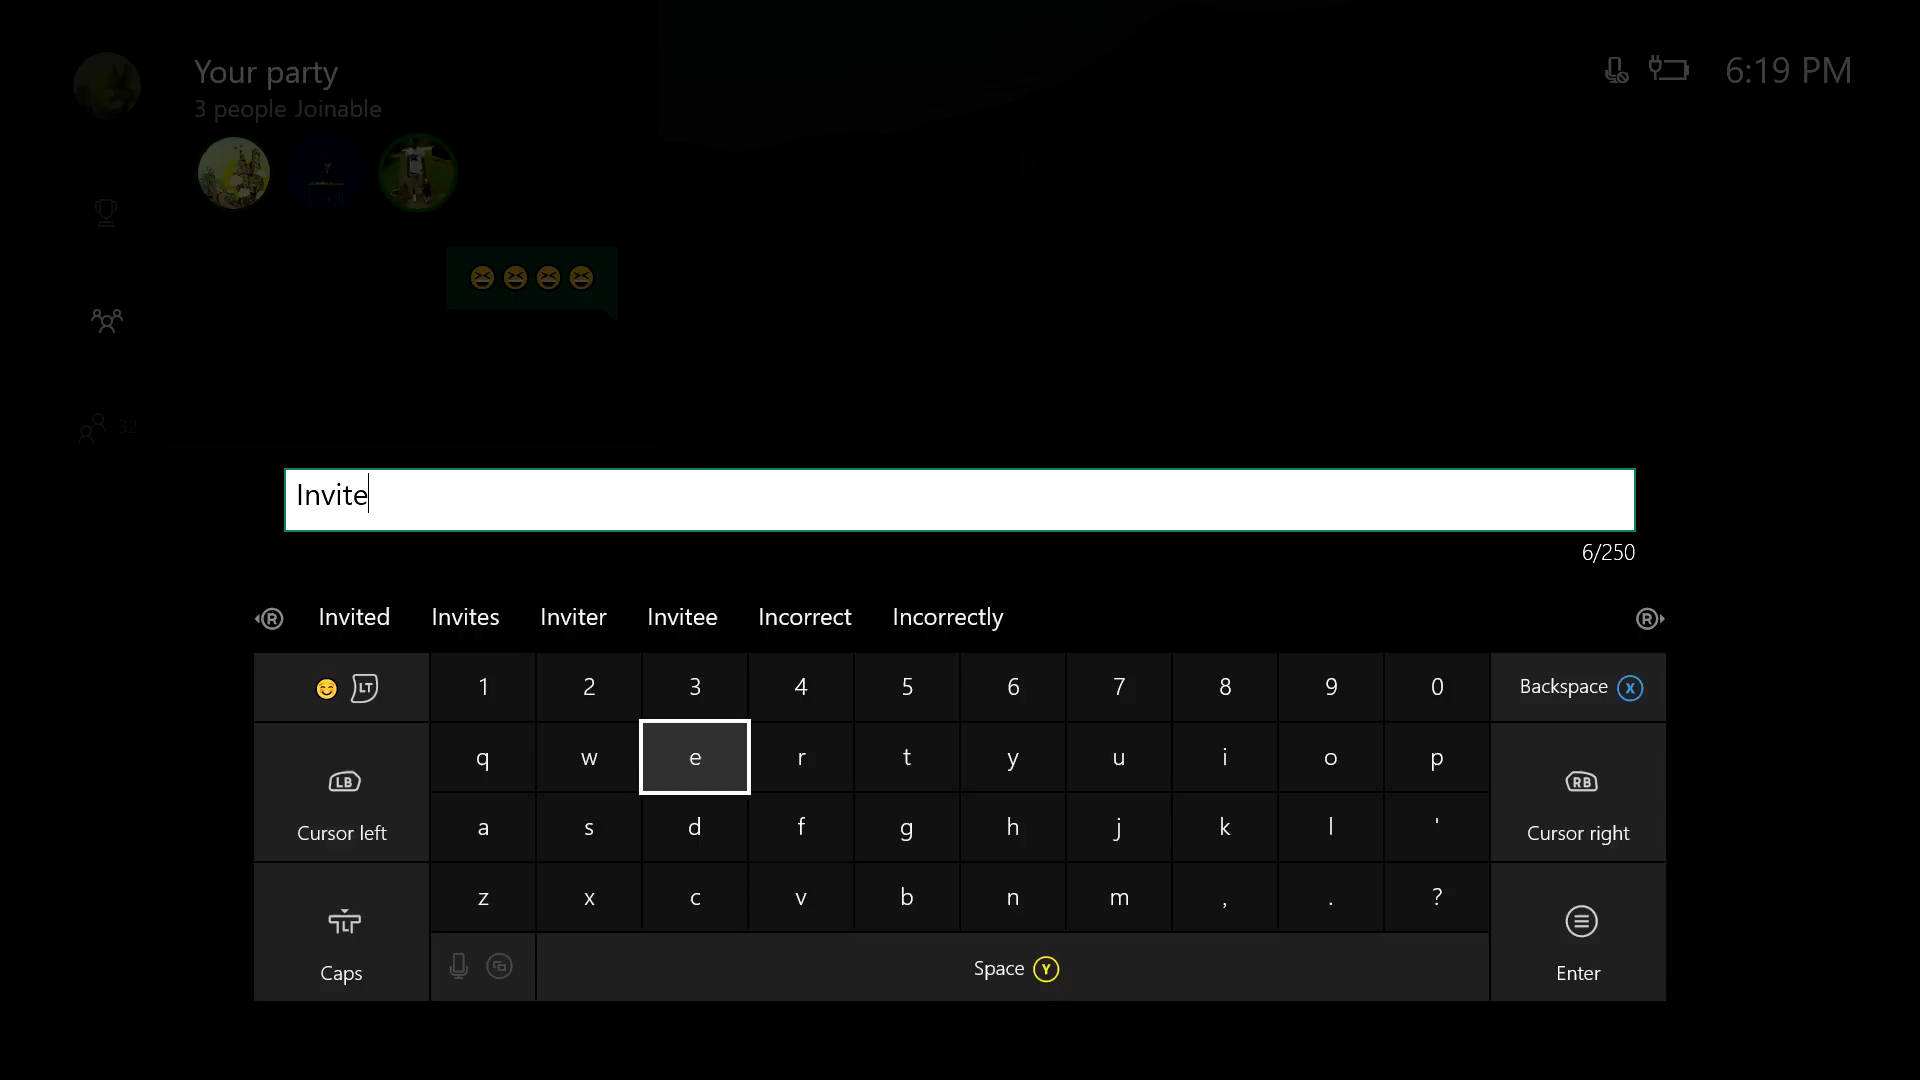 Your party
3 people Joinable
6:19 PM
32
Invite
6/250
R Invited Invites Inviter Invitee Incorrect Incorrectly R
LT 1 2 3 4 5 6 7 8 9 0 Backspace X
q w e r t y u i o p
LB RB
Cursor left a s d f g h j k l ' Cursor right
z x c v b n m , . ?
LT
Caps Space Y Enter